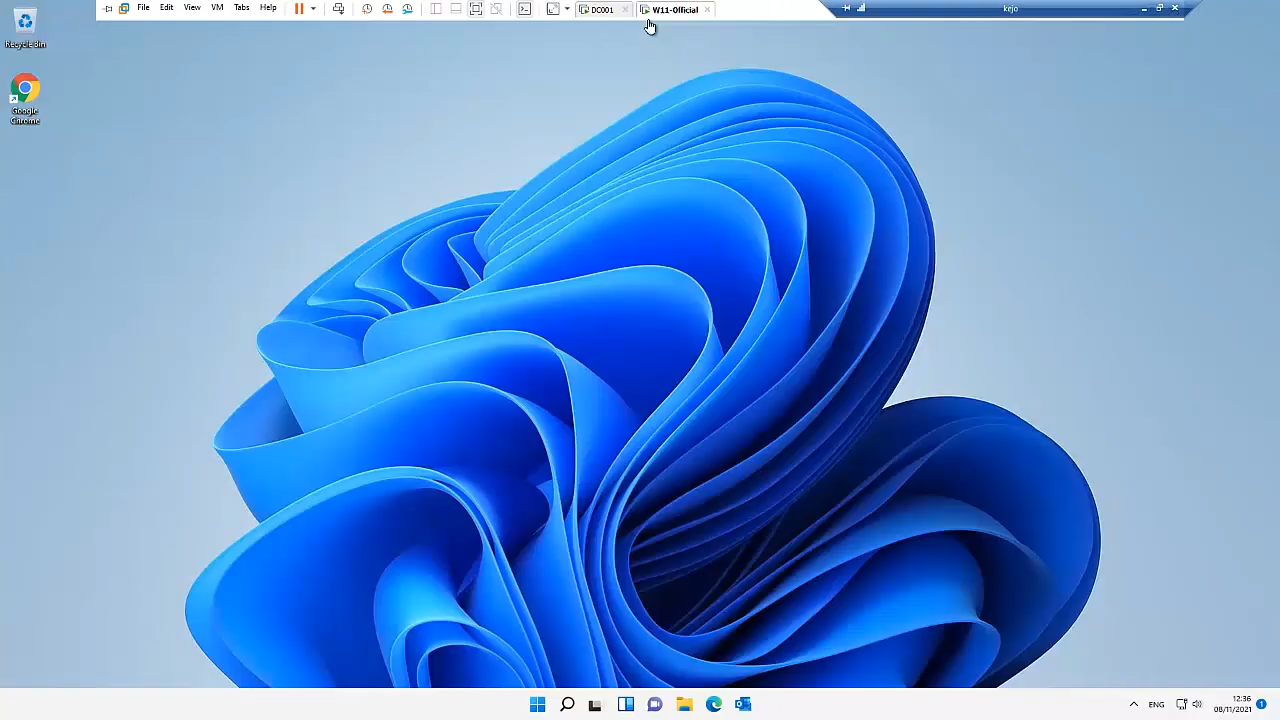 File Edit View VM Tabs Help DC001 W11-Official kejo
Recycle Bin
Google
Chrome
ENG 12:36
08/11/2021 1